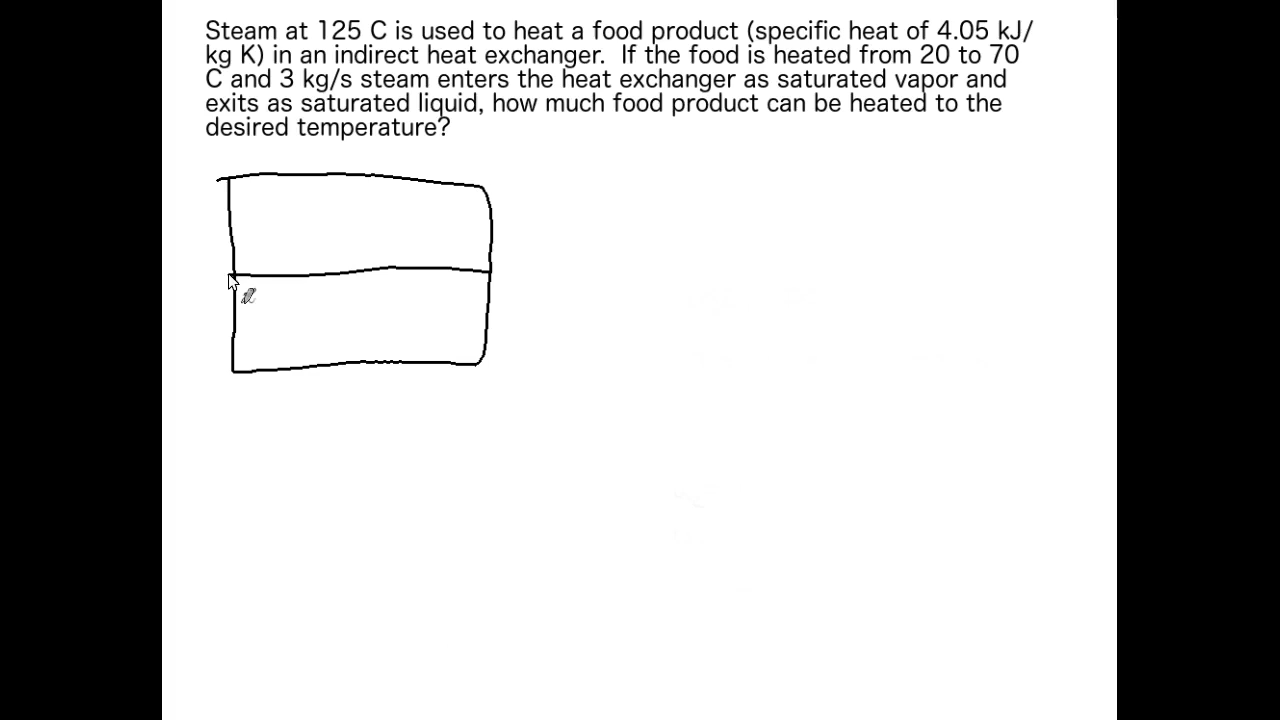 Steam at 125 C is used to heat a food product (specific heat of 4.05 kJ/
kg K) in an indirect heat exchanger.  If the food is heated from 20 to 70
C and 3 kg/s steam enters the heat exchanger as saturated vapor and
exits as saturated liquid, how much food product can be heated to the
desired temperature?